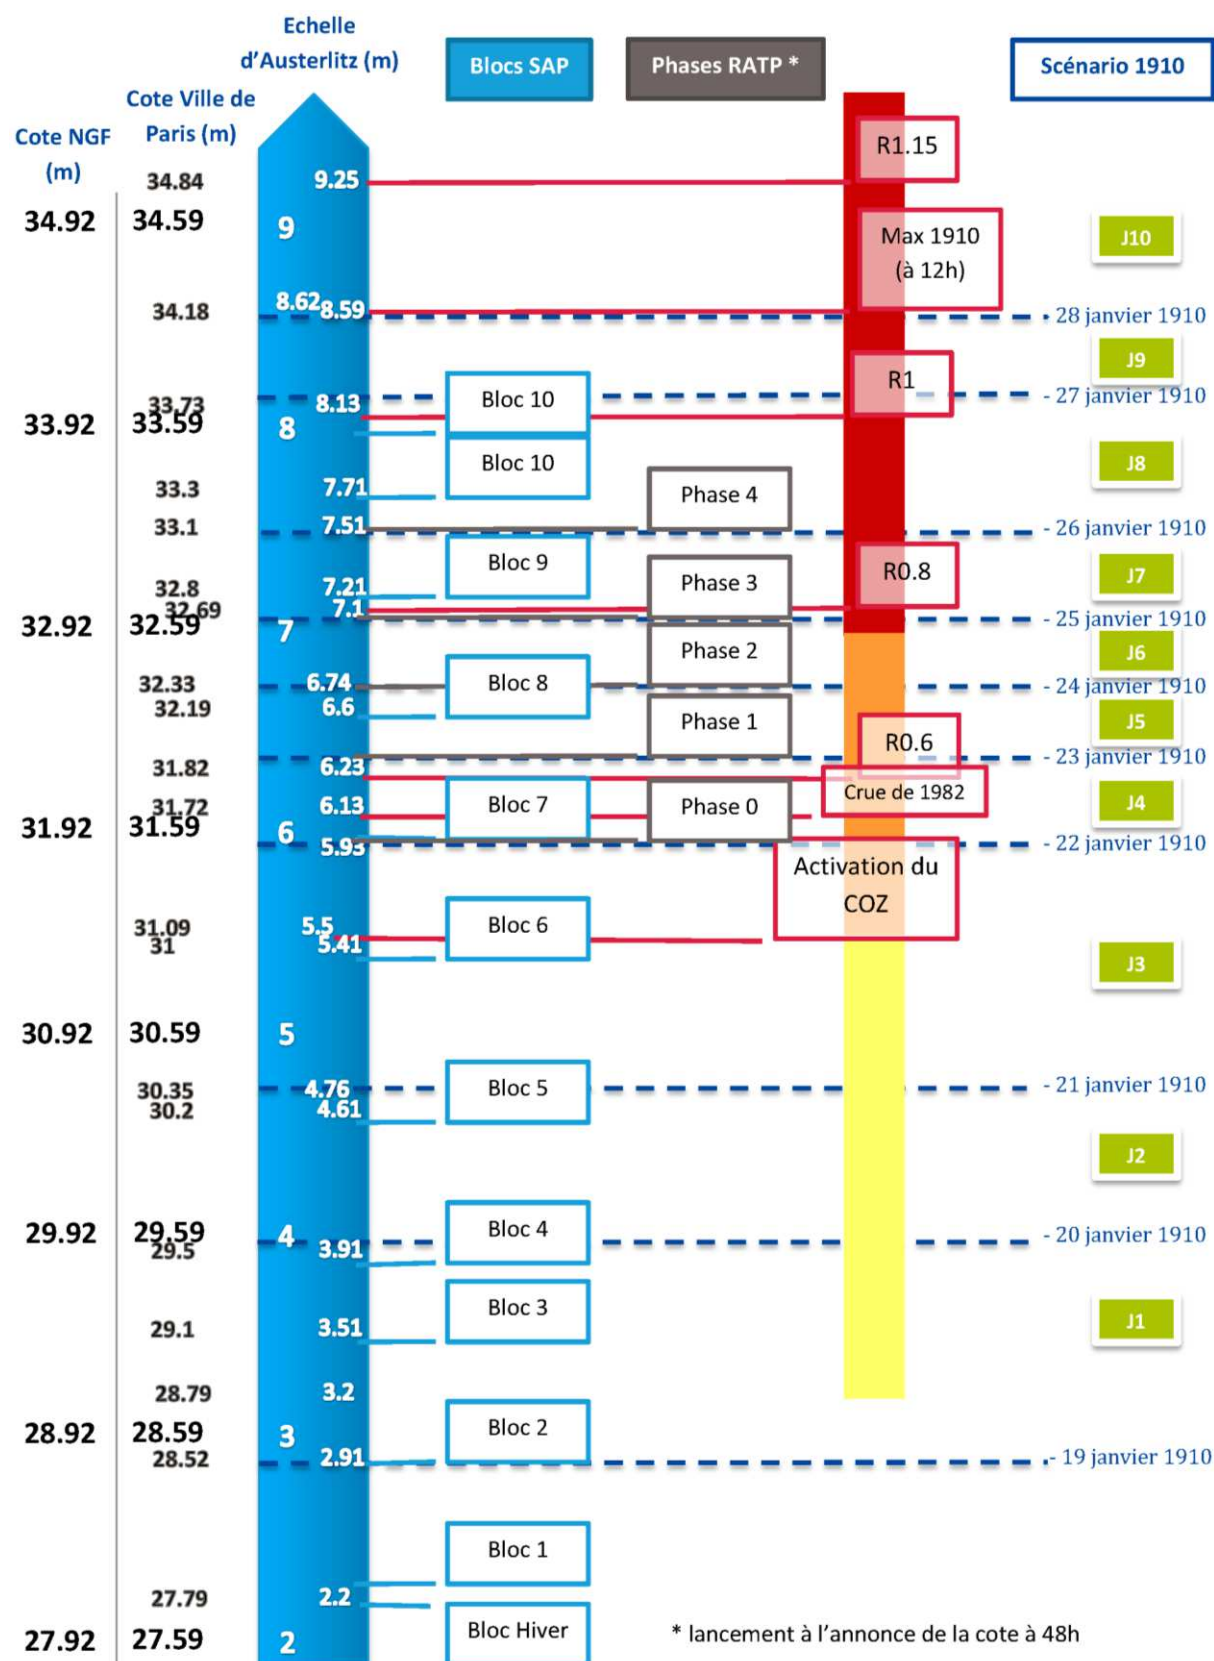 Echelle
d’Austerlitz (m)
Blocs SAP
Phases RATP *
Scénario 1910
Cote Ville de
Paris (m)
Cote NGF
(m)
R1.15
34.84
9.25
34.92
34.59
9
Max 1910
(à 12h)
J10
8.62
8.59
34.18
- 28 janvier 1910
J9
R1
Bloc 10
33.73
8.13
- 27 janvier 1910
33.92
33.59
8
Bloc 10
J8
33.3
7.71
Phase 4
33.1
7.51
- 26 janvier 1910
Bloc 9
R0.8
J7
Phase 3
32.8
7.21
32.69
7.1
- 25 janvier 1910
32.92
32.59
7
Phase 2
J6
32.33
6.74
Bloc 8
- 24 janvier 1910
32.19
6.6
Phase 1
J5
R0.6
31.82
6.23
- 23 janvier 1910
Crue de 1982
31.72
6.13
Bloc 7
Phase 0
J4
31.92
31.59
6
5.93
- 22 janvier 1910
Activation du
COZ
31.09
5.5
Bloc 6
31
5.41
J3
30.92
30.59
5
30.35
4.76
Bloc 5
- 21 janvier 1910
30.2
4.61
J2
29.92
29.59
4
Bloc 4
- 20 janvier 1910
29.5
3.91
Bloc 3
29.1
3.51
J1
28.79
3.2
28.92
28.59
3
Bloc 2
28.52
2.91
- 19 janvier 1910
Bloc 1
27.79
2.2
27.92
27.59
2
Bloc Hiver
* lancement à l’annonce de la cote à 48h